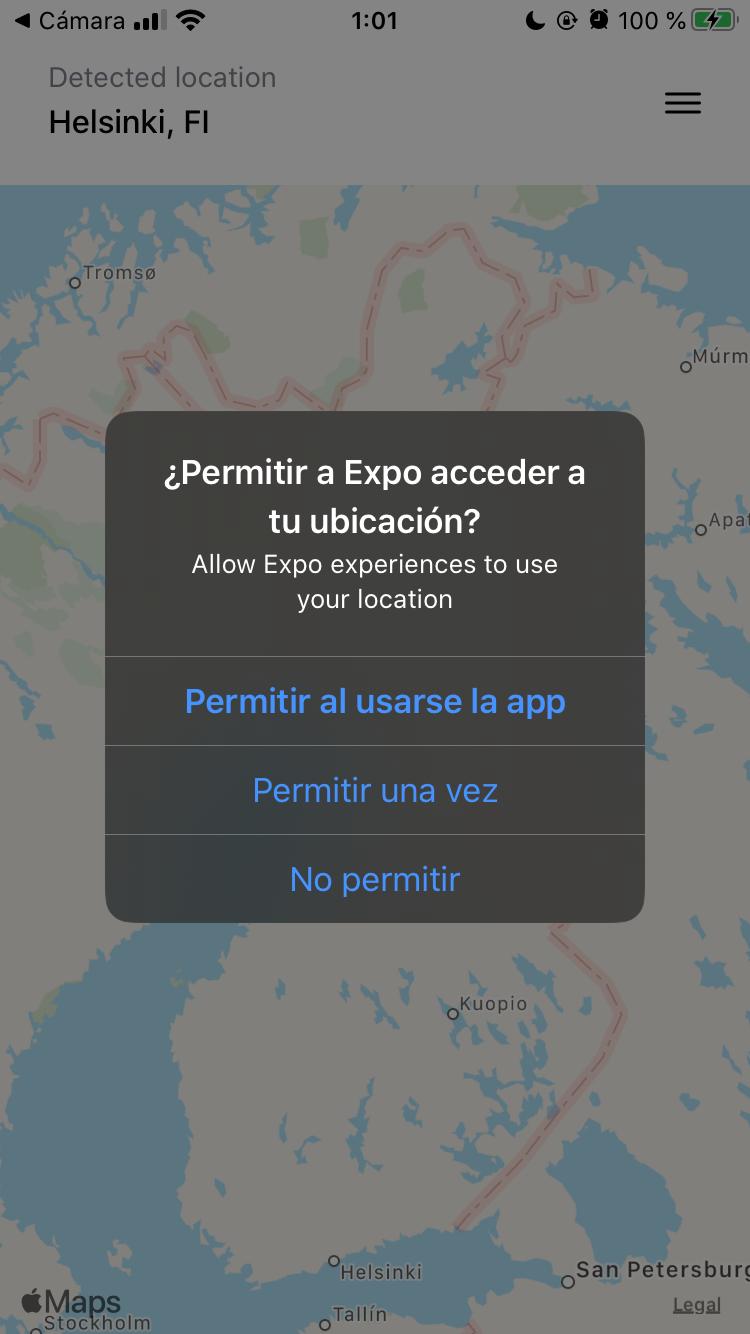 Cámara 1:01 100 %
Detected location
Helsinki, FI
Tromsø
Múrm
¿Permitir a Expo acceder a
tu ubicación?
Allow Expo experiences to use
your location
Apat
Permitir al usarse la app
Permitir una vez
No permitir
Kuopio
Helsinki
San Petersburg
Maps
Legal
Tallín
Stockholm